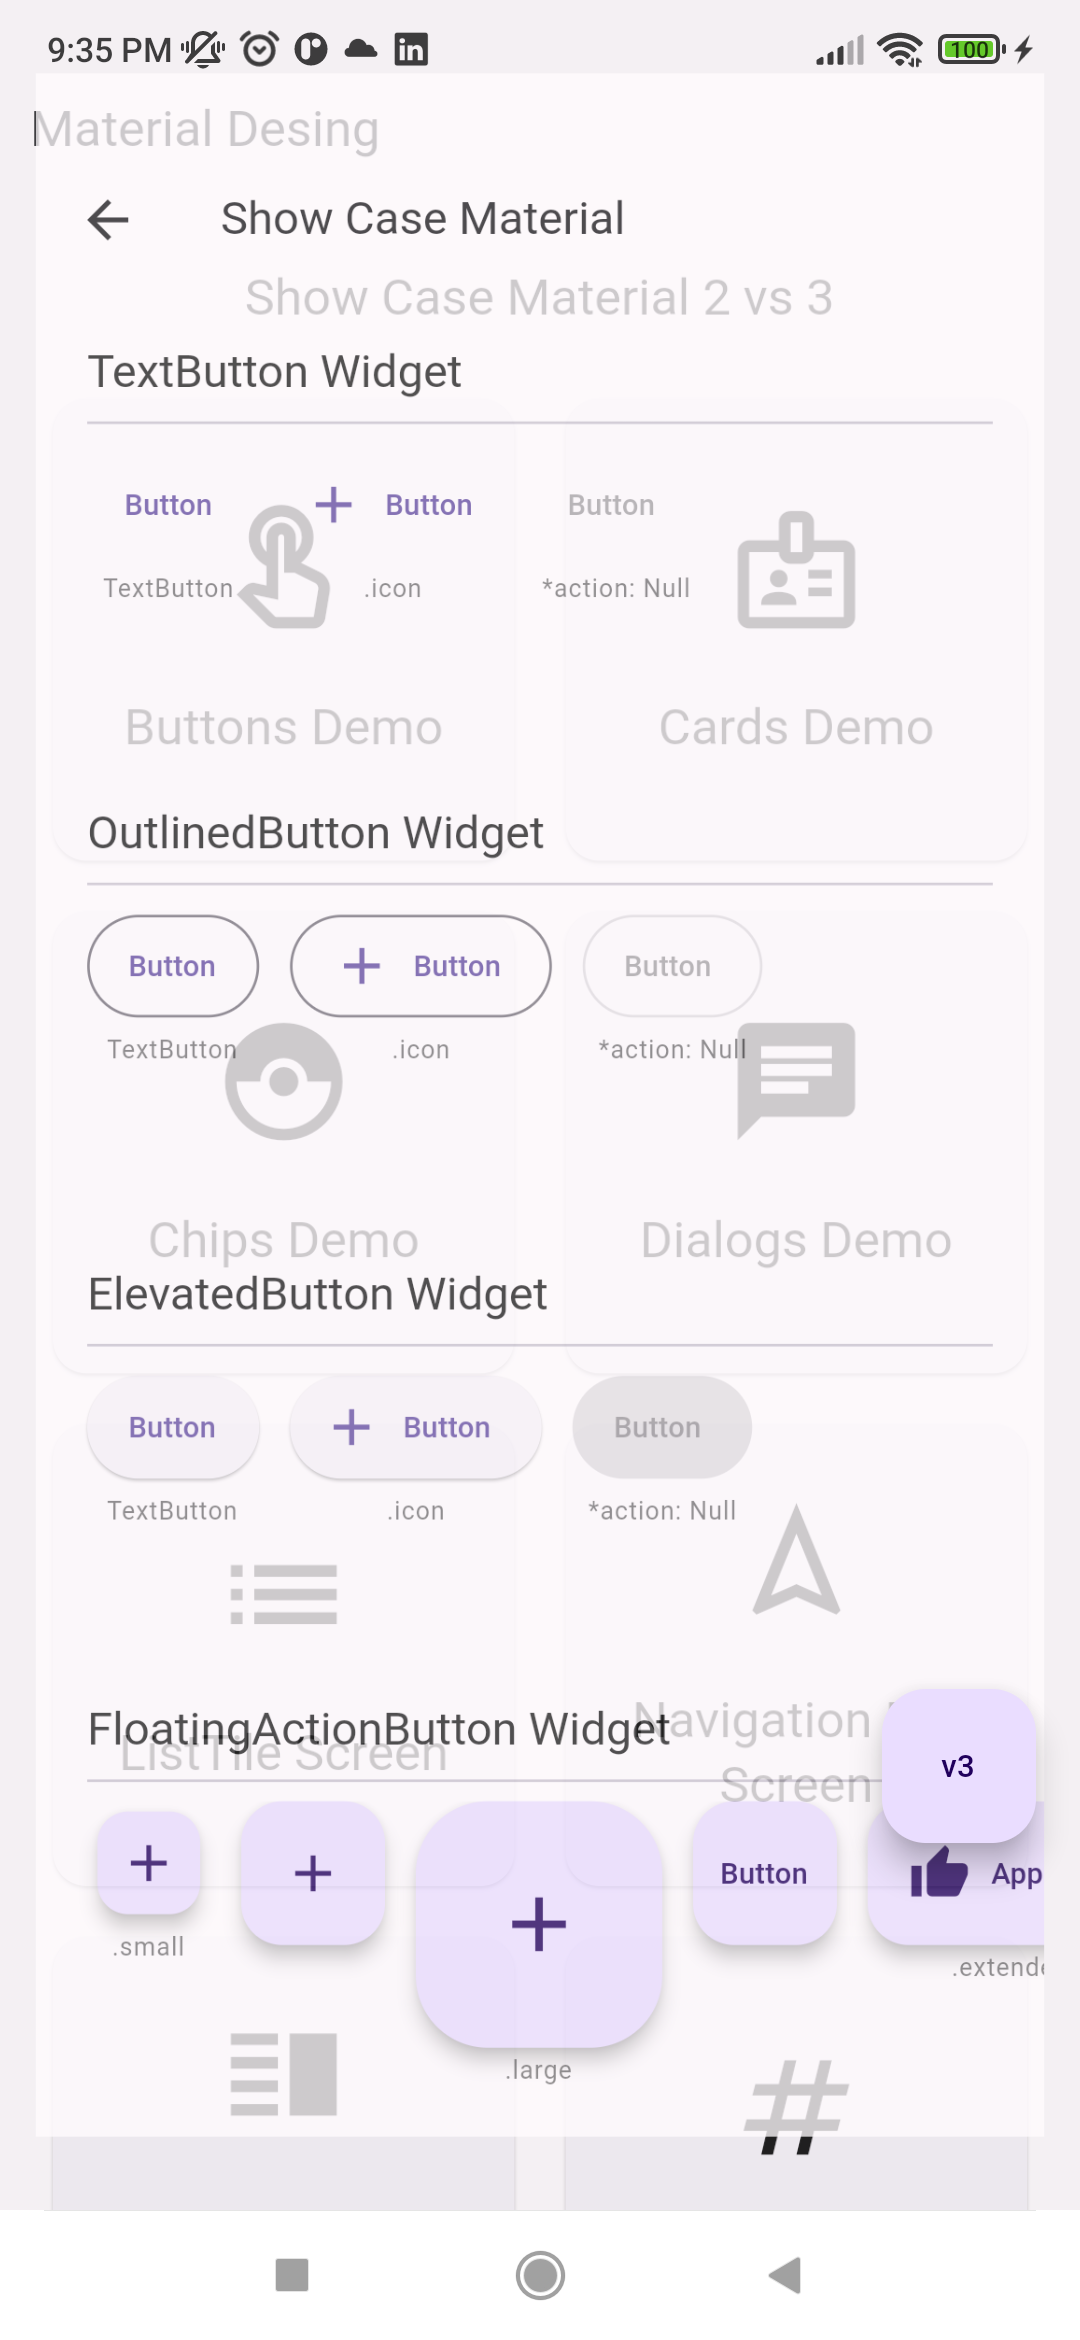 9:35 PM
100
Material Desing
Show Case Material
Show Case Material 2 vs 3
TextButton Widget
Button
Button
Button
TextButton
.icon
*action: Null
Buttons Demo
Cards Demo
OutlinedButton Widget
Button
Button
Button
TextButton
.icon
*action: Null
Chips Demo
Dialogs Demo
ElevatedButton Widget
Button
Button
Button
TextButton
.icon
*action: Null
Navigation
Screen
FloatingActionButton Widget
ListTile Screen
v3
Button
App
.small
.extende
.large
#